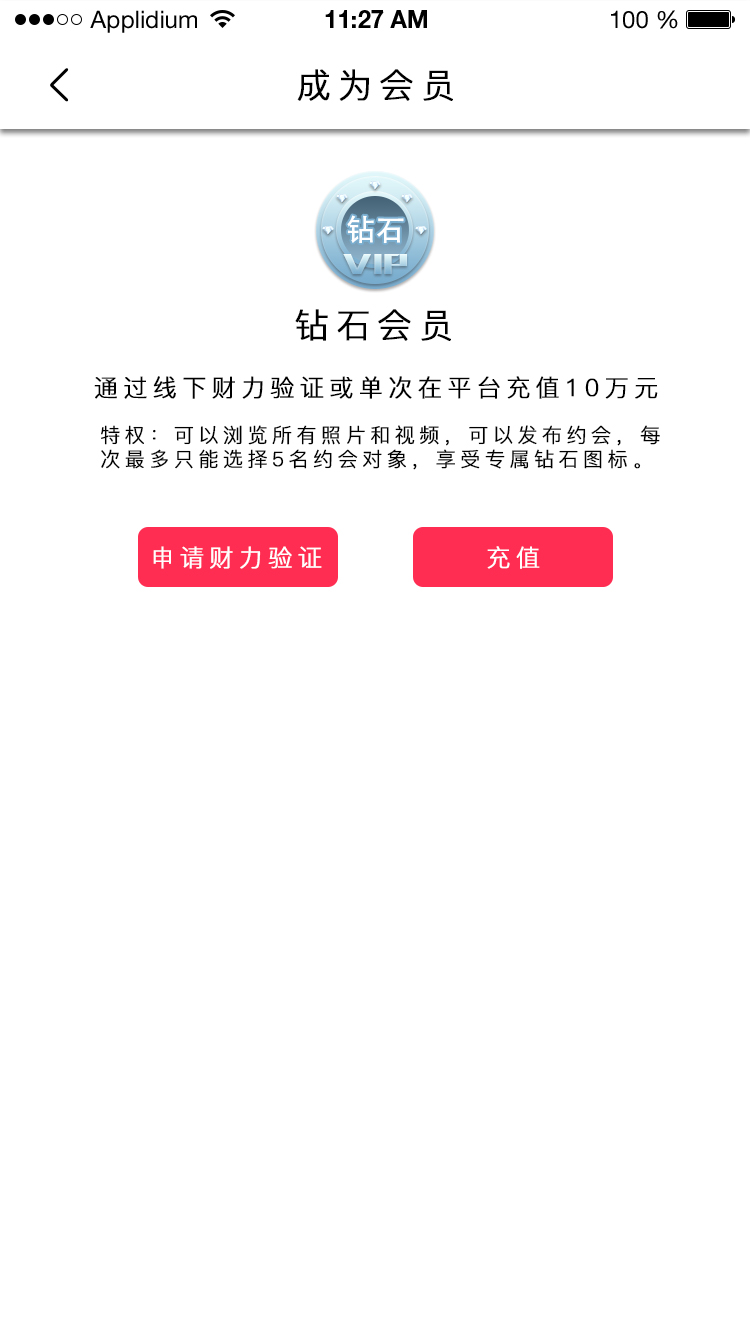 Applidium 11:27 AM 100 %
成为会员
钻石
VIP
钻石会员
通过线下财力验证或单次在平台充值10万元
特权：可以浏览所有照片和视频，可以发布约会，每
次最多只能选择5名约会对象，享受专属钻石图标。
申请财力验证 充值